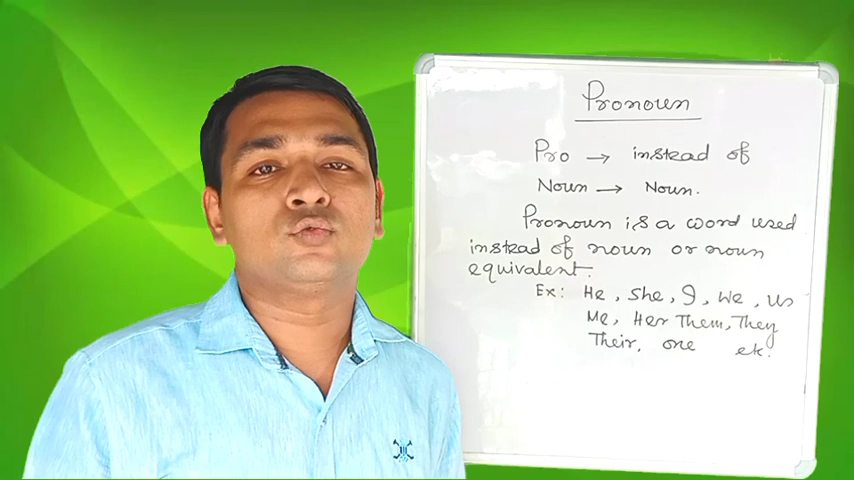 Pronoun
Pro → instead of
Noun → Noun.
Pronoun is a word used
instead of noun or noun
equivalent.
Ex: He, She, I, We, Us
Me, Her Them, They
Their, one etc.